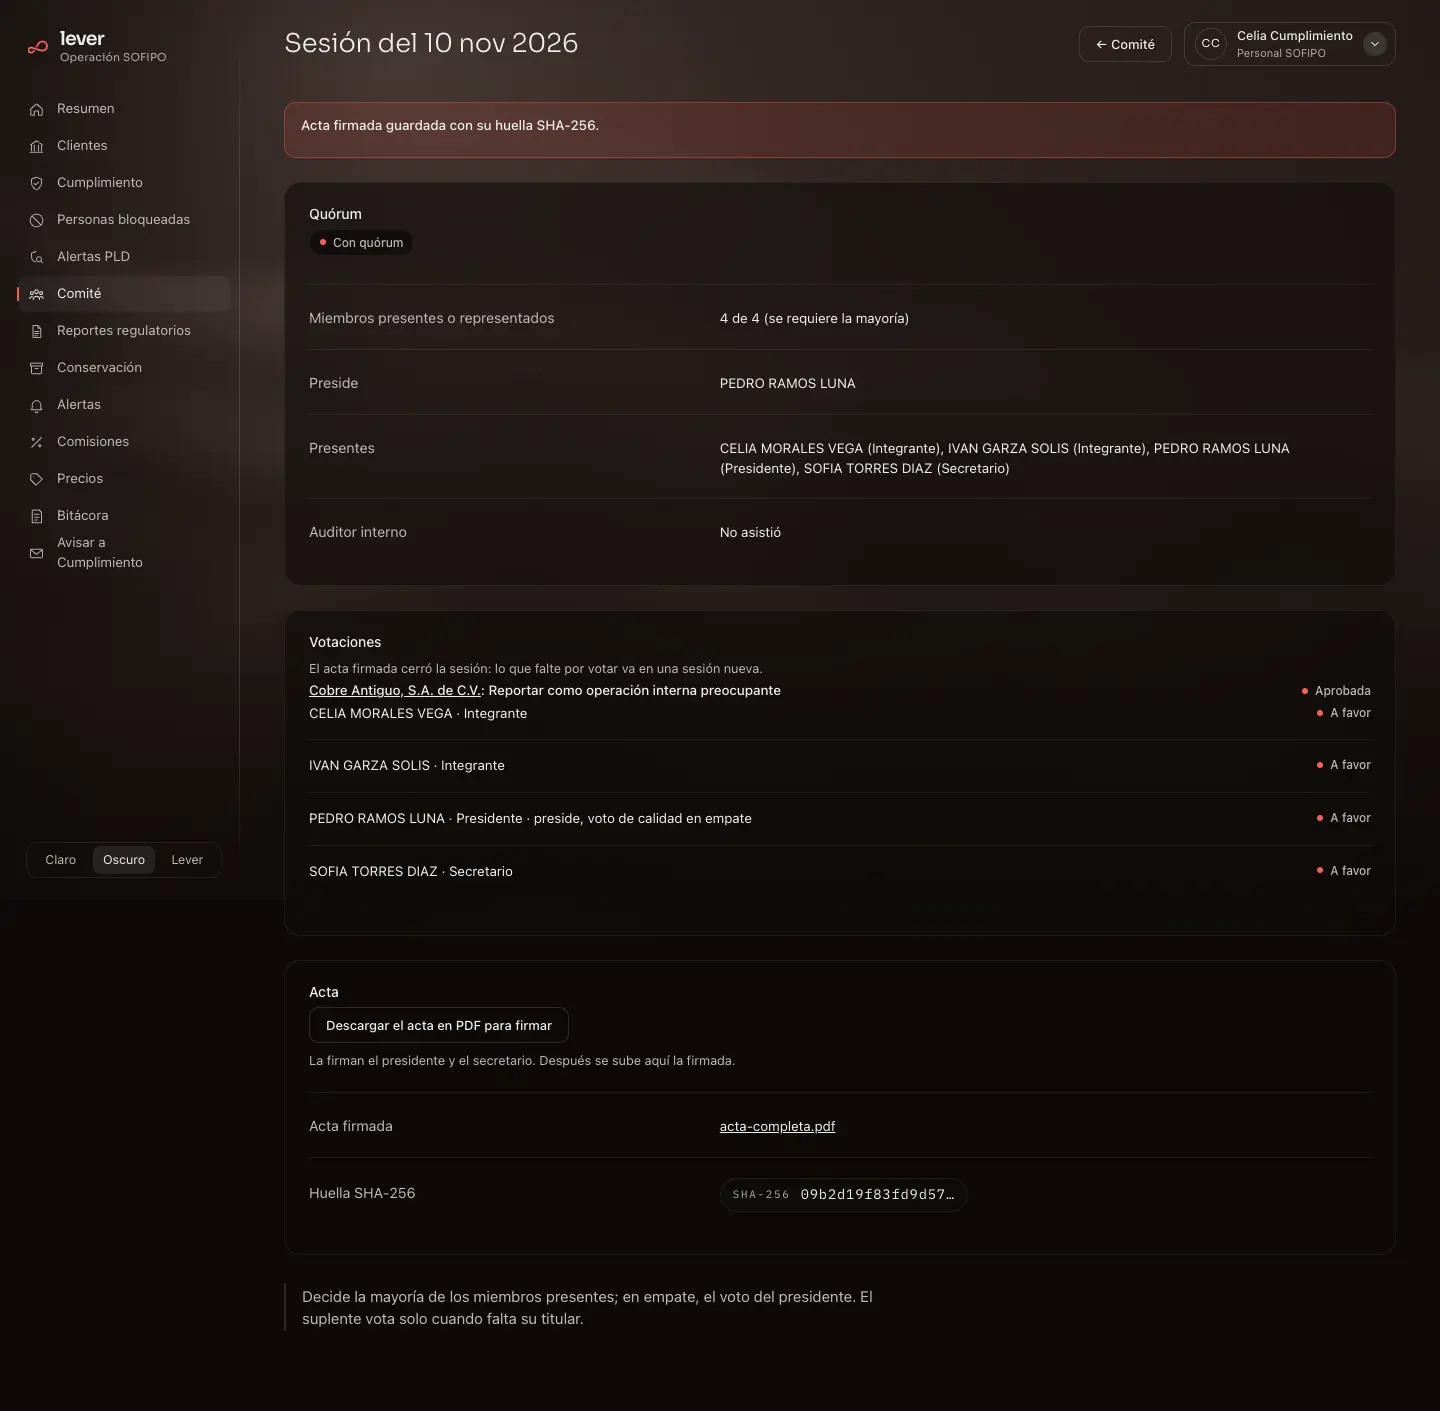 lever
Operación SOFIPO
Resumen
Clientes
Cumplimiento
Personas bloqueadas
Alertas PLD
Comité
Reportes regulatorios
Conservación
Alertas
Comisiones
Precios
Bitácora
Avisar a
Cumplimiento
Claro
Oscuro
Lever
Sesión del 10 nov 2026
← Comité
CC
Celia Cumplimiento
Personal SOFIPO
Acta firmada guardada con su huella SHA-256.
Quórum
Con quórum
Miembros presentes o representados
4 de 4 (se requiere la mayoría)
Preside
PEDRO RAMOS LUNA
Presentes
CELIA MORALES VEGA (Integrante), IVAN GARZA SOLIS (Integrante), PEDRO RAMOS LUNA
(Presidente), SOFIA TORRES DIAZ (Secretario)
Auditor interno
No asistió
Votaciones
El acta firmada cerró la sesión: lo que falte por votar va en una sesión nueva.
Cobre Antiguo, S.A. de C.V.: Reportar como operación interna preocupante
Aprobada
CELIA MORALES VEGA · Integrante
A favor
IVAN GARZA SOLIS · Integrante
A favor
PEDRO RAMOS LUNA · Presidente · preside, voto de calidad en empate
A favor
SOFIA TORRES DIAZ · Secretario
A favor
Acta
Descargar el acta en PDF para firmar
La firman el presidente y el secretario. Después se sube aquí la firmada.
Acta firmada
acta-completa.pdf
Huella SHA-256
SHA-256 09b2d19f83fd9d57…
Decide la mayoría de los miembros presentes; en empate, el voto del presidente. El
suplente vota solo cuando falta su titular.